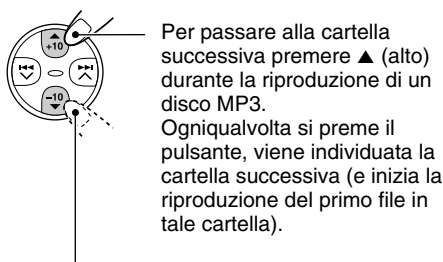 +10
–10
Per passare alla cartella
successiva premere ▲ (alto)
durante la riproduzione di un
disco MP3.
Ogniqualvolta si preme il
pulsante, viene individuata la
cartella successiva (e inizia la
riproduzione del primo file in
tale cartella).